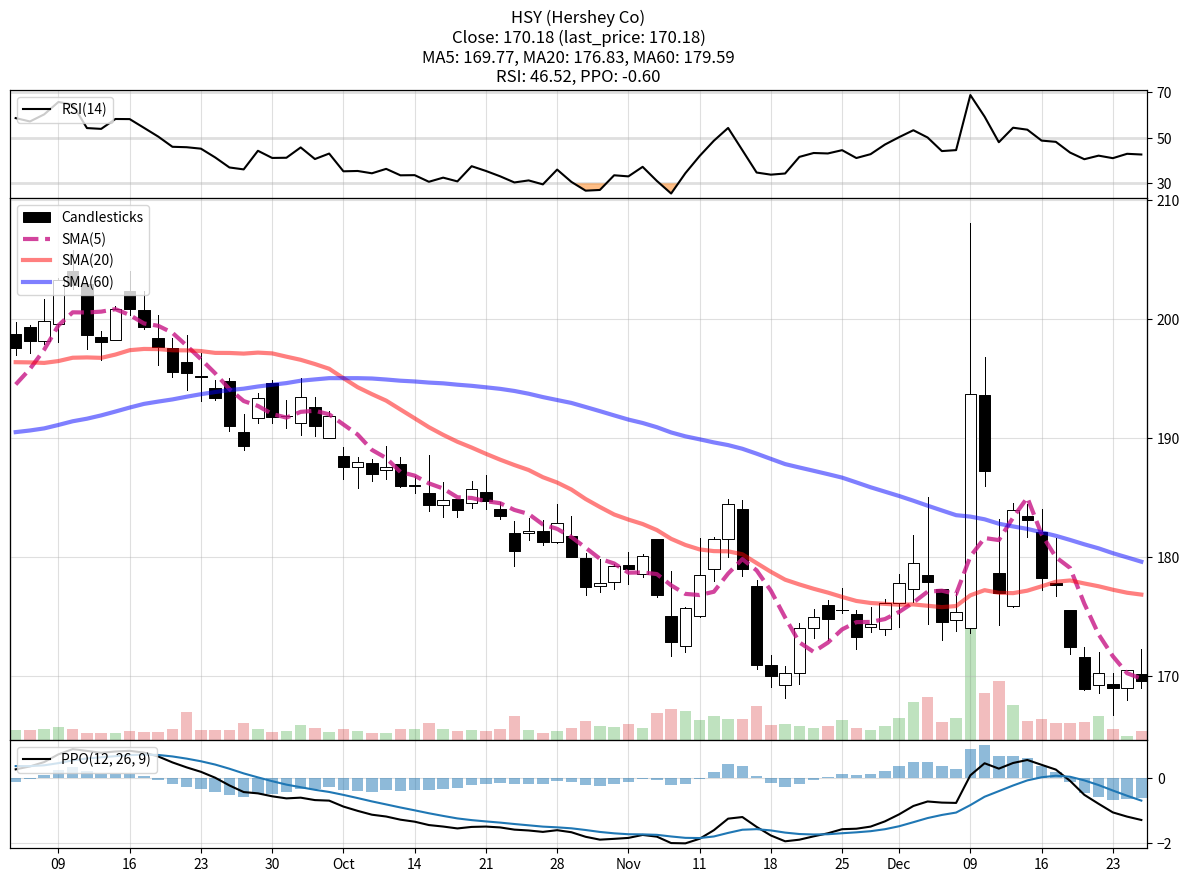 HSY (Hershey Co)
Close: 170.18 (last_price: 170.18)
MA5: 169.77, MA20: 176.83, MA60: 179.59
RSI: 46.52, PPO: -0.60
RSI(14)
70
50
30
Candlesticks
SMA(5)
SMA(20)
SMA(60)
210
200
190
180
170
PPO(12, 26, 9)
0
−2
09 16 23 30 Oct 14 21 28 Nov 11 18 25 Dec 09 16 23